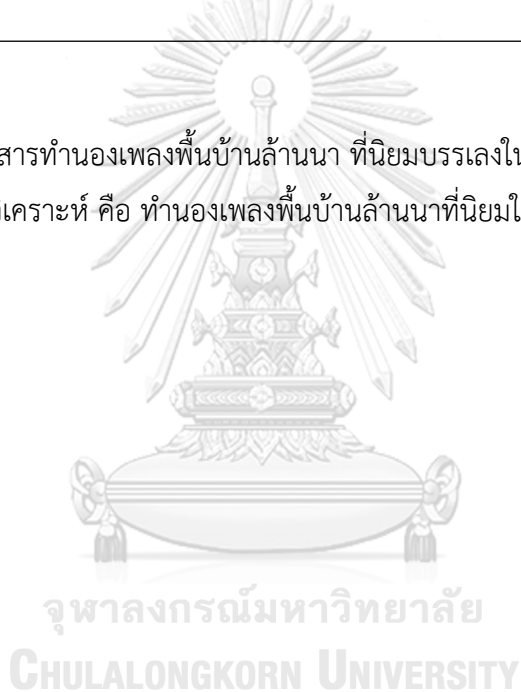 สารทำนองเพลงพื้นบ้านล้านนา ที่นิยมบรรเลงใน
วิเคราะห์ คือ ทำนองเพลงพื้นบ้านล้านนาที่นิยมใ
จุฬาลงกรณ์มหาวิทยาลัย
CHULALONGKORN UNIVERSITY